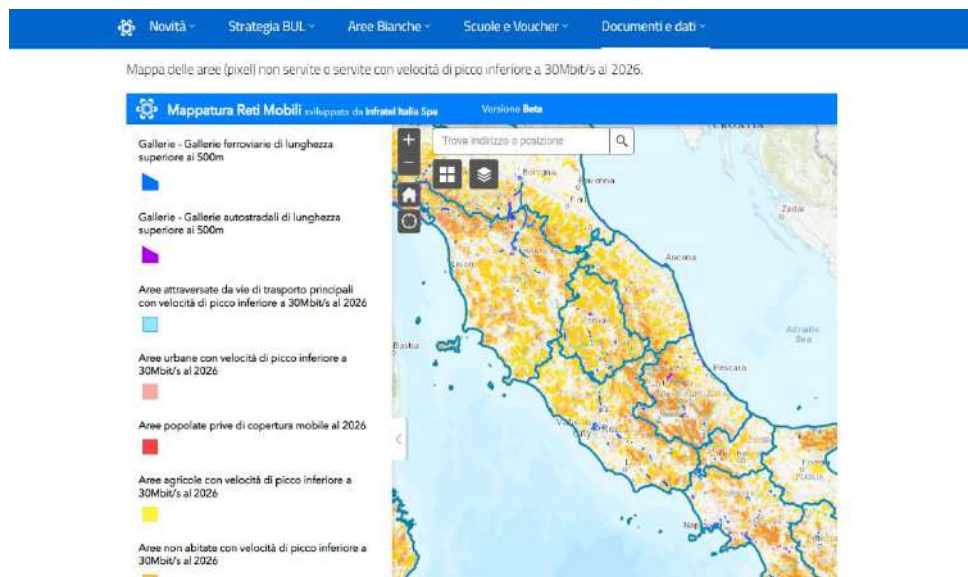 Novità
Strategia BUL
Aree Bianche
Scuole e Voucher
Documenti e dati
Mappa delle aree (pixel) non servite o servite con velocità di picco inferiore a 30Mbit/s al 2026.
Mappatura Reti Mobili sviluppata da Infratel Italia Spa
Versione Beta
Gallerie - Gallerie ferroviarie di lunghezza
superiore ai 500m
Gallerie - Gallerie autostradali di lunghezza
superiore ai 500m
Aree attraversate da vie di trasporto principali
con velocità di picco inferiore a 30Mbit/s al 2026
Aree urbane con velocità di picco inferiore a
30Mbit/s al 2026
Aree popolate prive di copertura mobile al 2026
Aree agricole con velocità di picco inferiore a
30Mbit/s al 2026
Aree non abitate con velocità di picco inferiore a
30Mbit/s al 2026
+
Trova indirizzo o posizione
−
CROATIA
Bologna
Zadar
Ancona
Adriatic
Sea
Bastia
Pescara